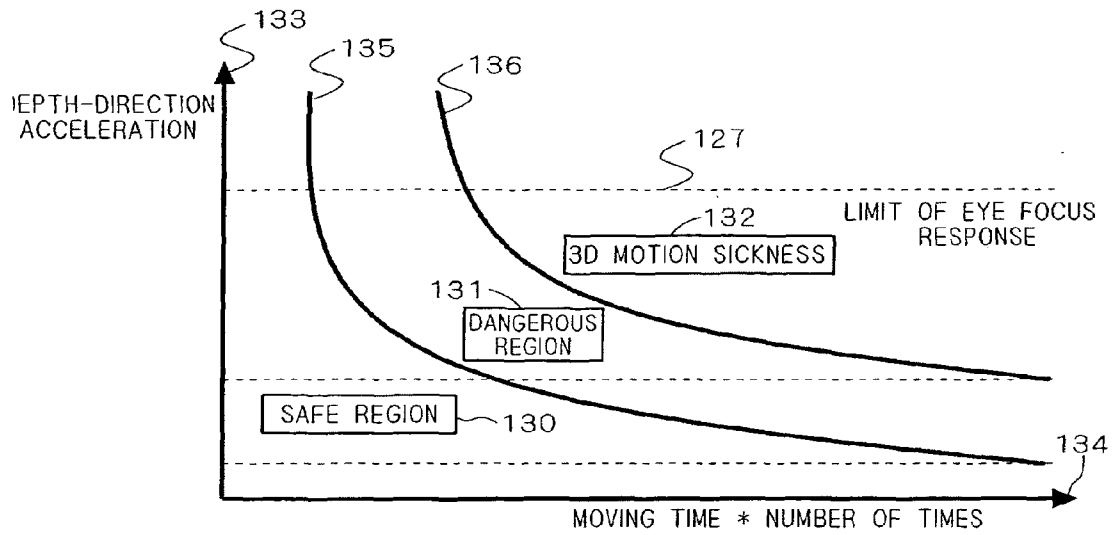 133
135
136
DEPTH-DIRECTION
ACCELERATION
127
LIMIT OF EYE FOCUS
RESPONSE
132
3D MOTION SICKNESS
131
DANGEROUS
REGION
SAFE REGION
130
134
MOVING TIME * NUMBER OF TIMES